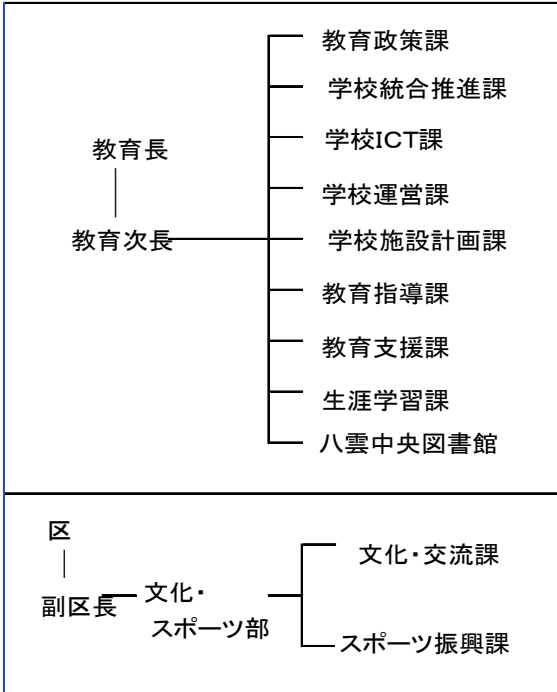 教育長
教育次長
教育政策課
学校統合推進課
学校ICT課
学校運営課
学校施設計画課
教育指導課
教育支援課
生涯学習課
八雲中央図書館
区
副区長
文化・
スポーツ部
文化・交流課
スポーツ振興課